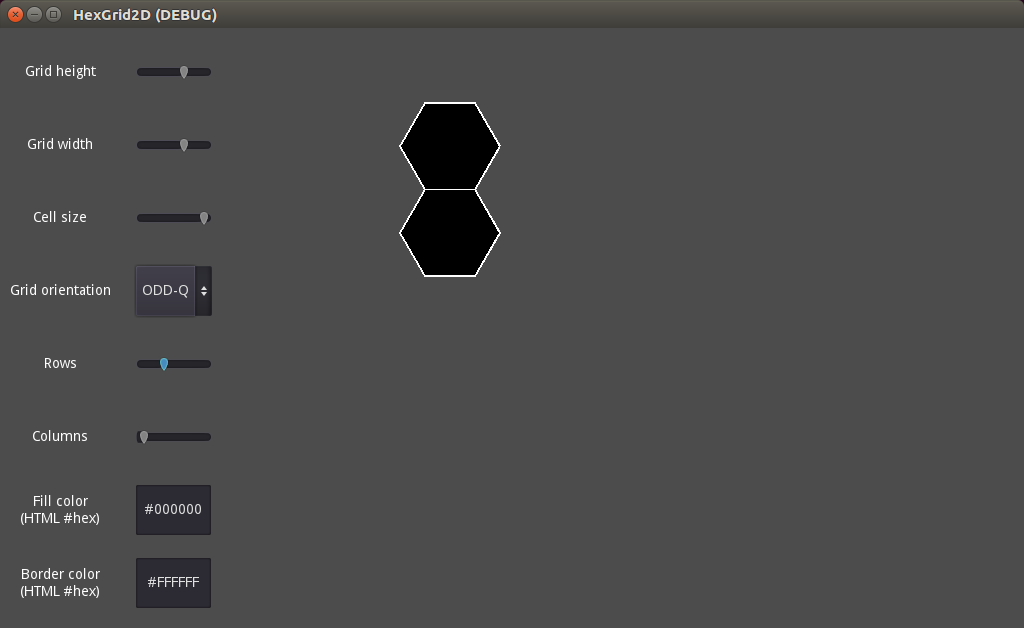 HexGrid2D (DEBUG)
Grid height
Grid width
Cell size
Grid orientation
ODD-Q
Rows
Columns
Fill color
(HTML #hex)
#000000
Border color
(HTML #hex)
#FFFFFF